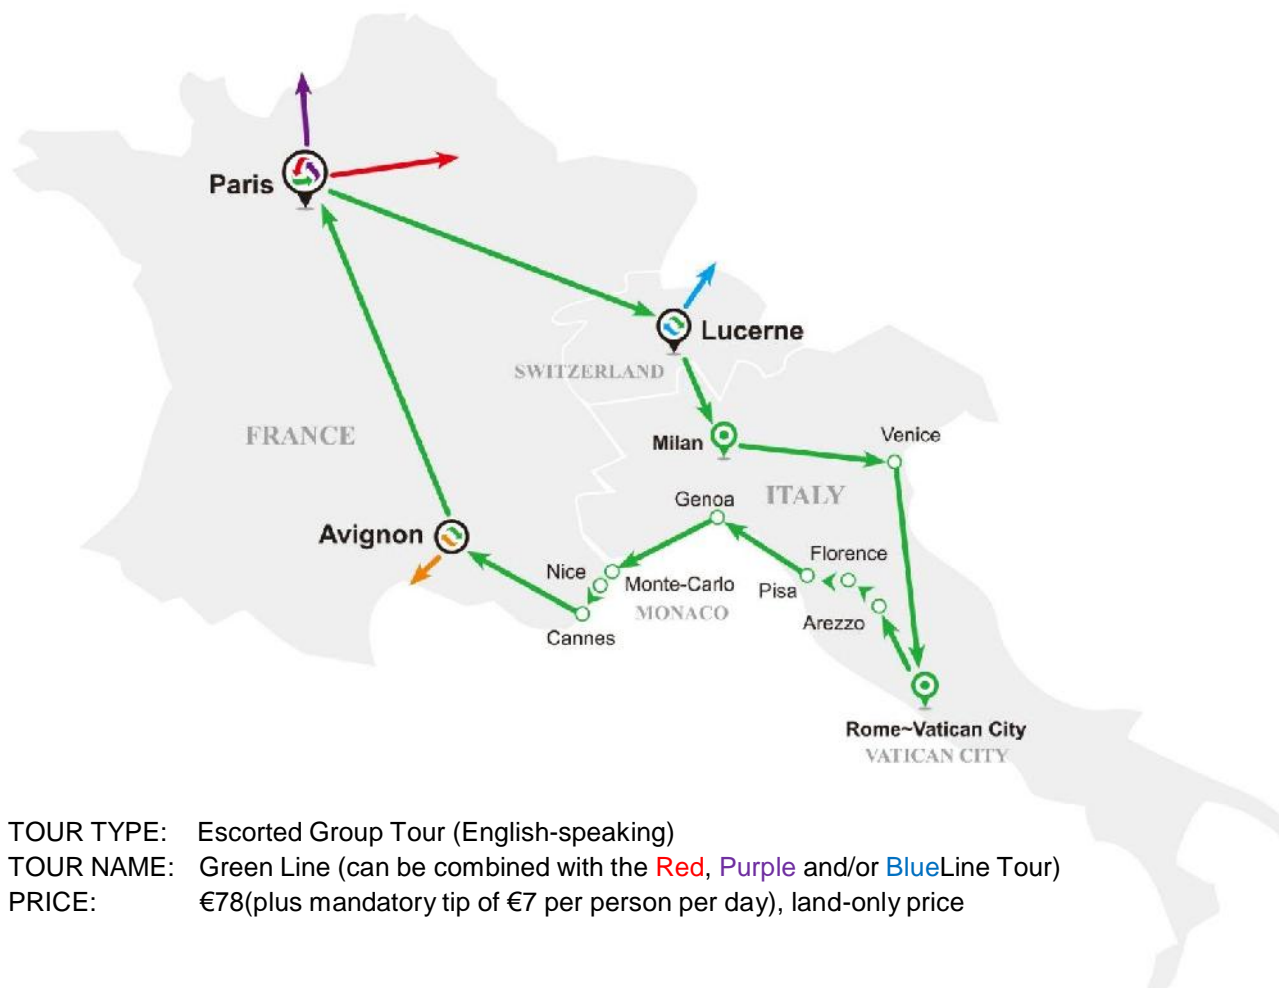 Paris
Lucerne
SWITZERLAND
FRANCE
Milan
Venice
ITALY
Genoa
Avignon
Florence
Nice
Monte-Carlo
Pisa
MONACO
Arezzo
Cannes
Rome~Vatican City
VATICAN CITY
TOUR TYPE: Escorted Group Tour (English-speaking)
TOUR NAME: Green Line (can be combined with the Red, Purple and/or BlueLine Tour)
PRICE: €78(plus mandatory tip of €7 per person per day), land-only price